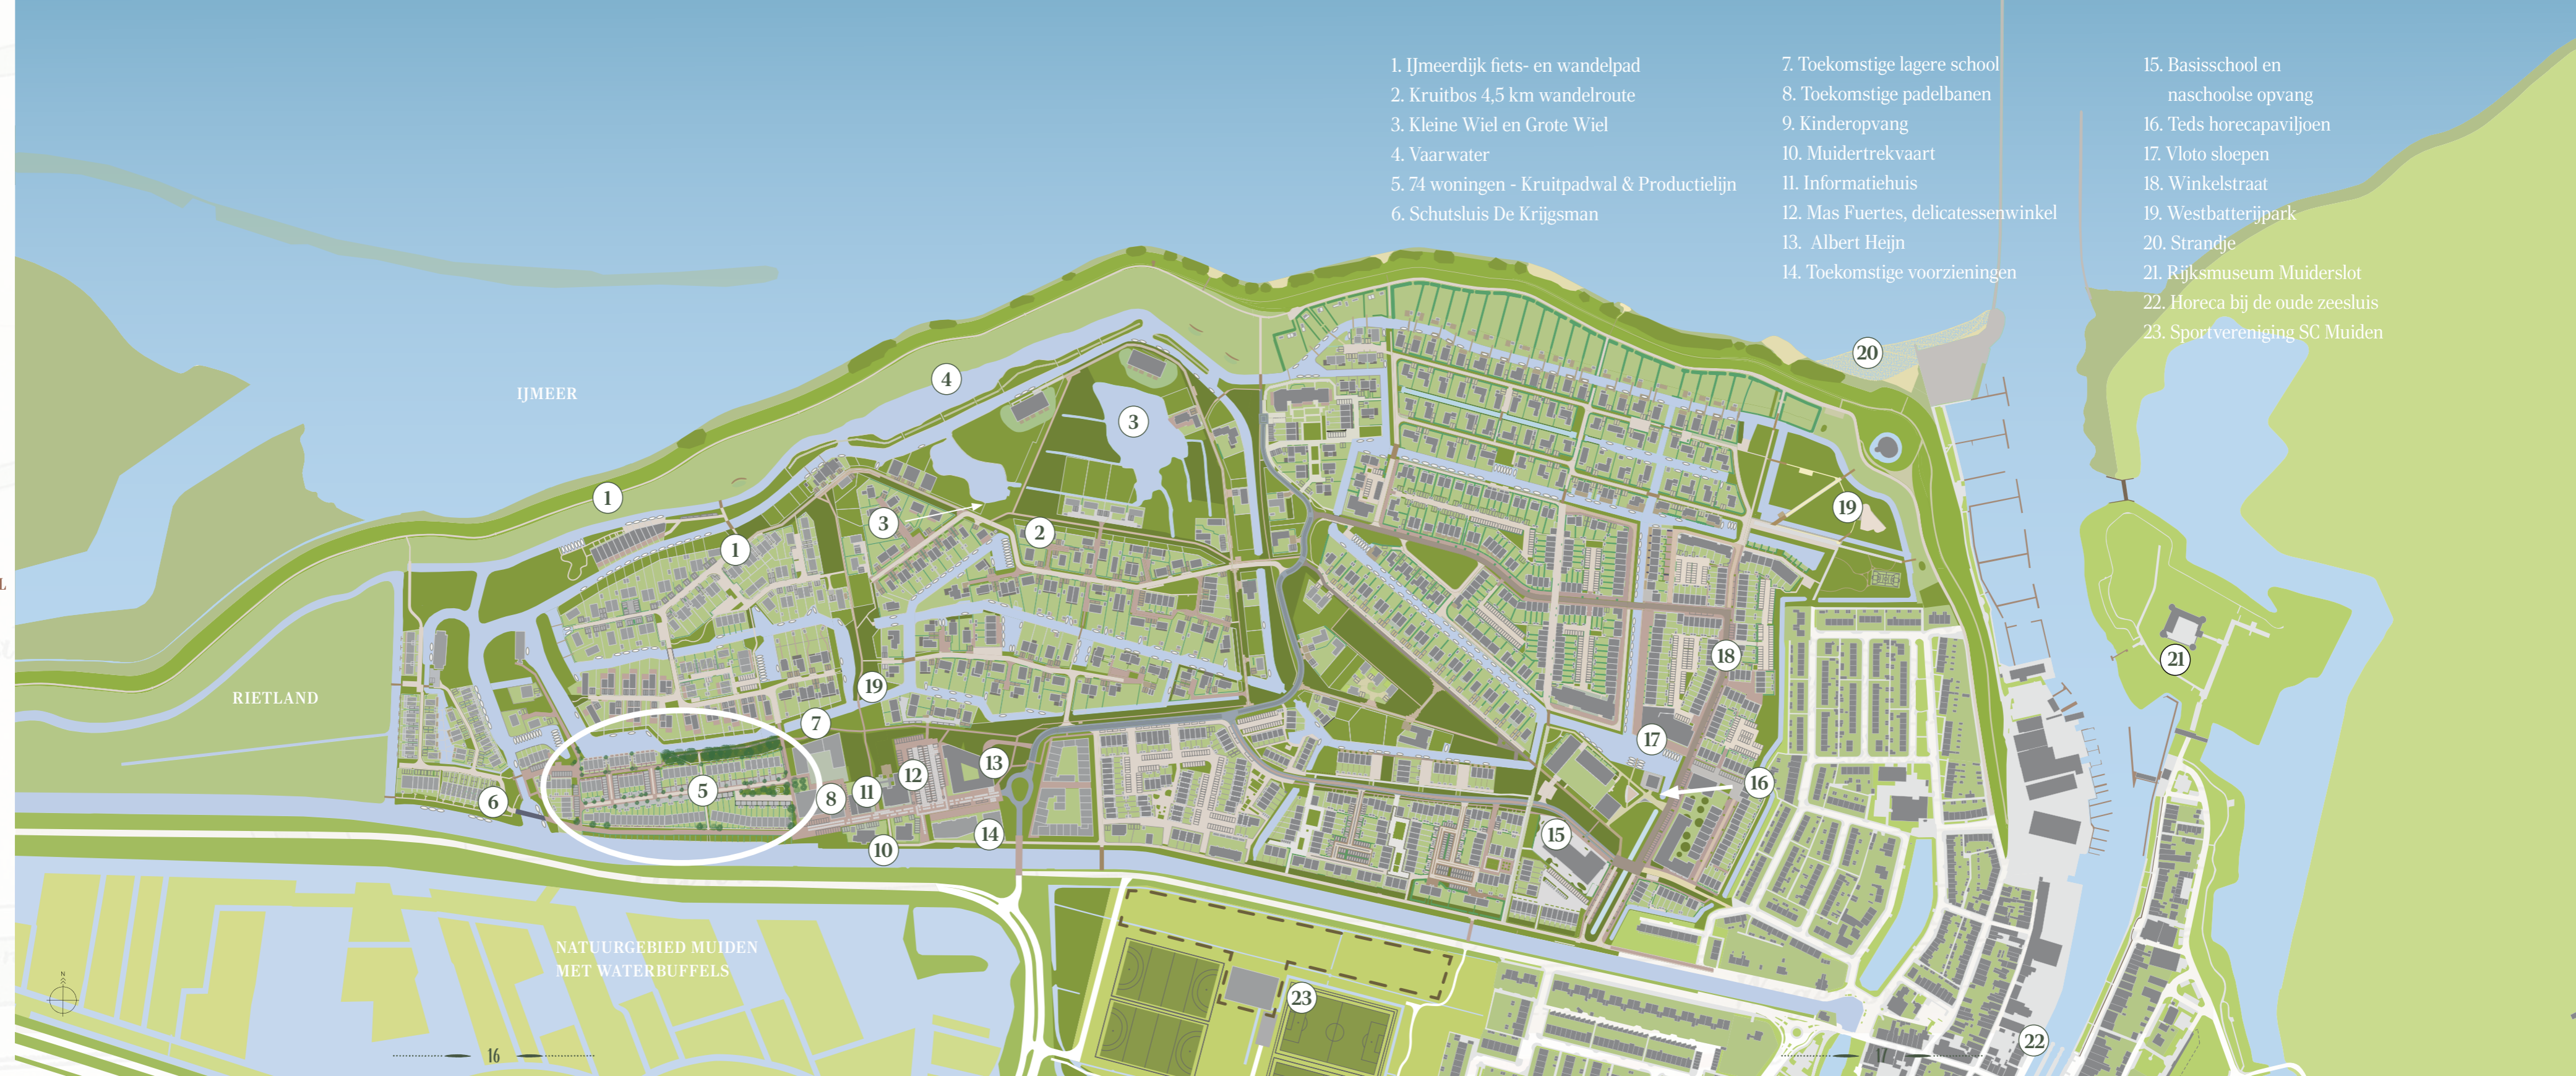 1. IJmeerdijk fiets- en wandelpad
2. Kruitbos 4,5 km wandelroute
3. Kleine Wiel en Grote Wiel
4. Vaarwater
5. 74 woningen - Kruitpadwal & Productielijn
6. Schutsluis De Krijgsman
7. Toekomstige lagere school
8. Toekomstige padelbanen
9. Kinderopvang
10. Muidertrekvaart
11. Informatiehuis
12. Mas Fuertes, delicatessenwinkel
13. Albert Heijn
14. Toekomstige voorzieningen
15. Basisschool en
naschoolse opvang
16. Teds horecapaviljoen
17. Vloto sloepen
18. Winkelstraat
19. Westbatterijpark
20. Strandje
21. Rijksmuseum Muiderslot
22. Horeca bij de oude zeesluis
23. Sportvereniging SC Muiden
20
4
IJMEER
3
1
19
3
2
1
18
21
19
RIETLAND
7
17
13
12
16
5
11
6
8
15
14
10
NATUURGEBIED MUIDEN
MET WATERBUFFELS
N
23
22
16
17
L